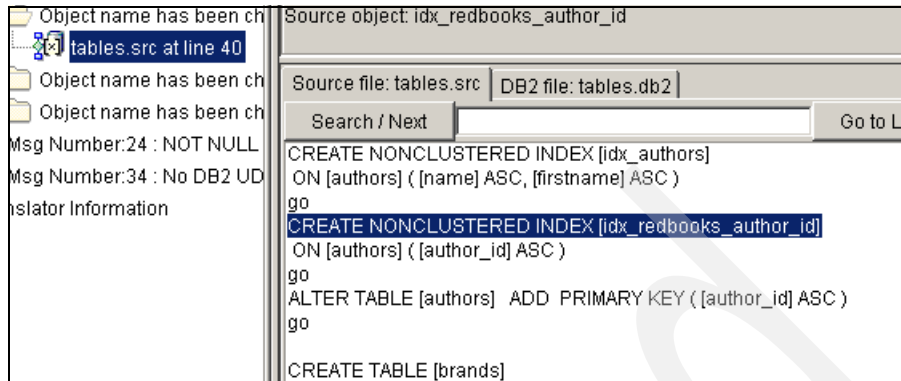 Object name has been ch
tables.src at line 40
Object name has been ch
Object name has been ch
Msg Number:24 : NOT NULL
Msg Number:34 : No DB2 UD
nslator Information
Source object: idx_redbooks_author_id
Source file: tables.src DB2 file: tables.db2
Search / Next Go to L
CREATE NONCLUSTERED INDEX [idx_authors]
ON [authors] ( [name] ASC, [firstname] ASC )
go
CREATE NONCLUSTERED INDEX [idx_redbooks_author_id]
ON [authors] ( [author_id] ASC )
go
ALTER TABLE [authors] ADD PRIMARY KEY ( [author_id] ASC )
go
CREATE TABLE [brands]